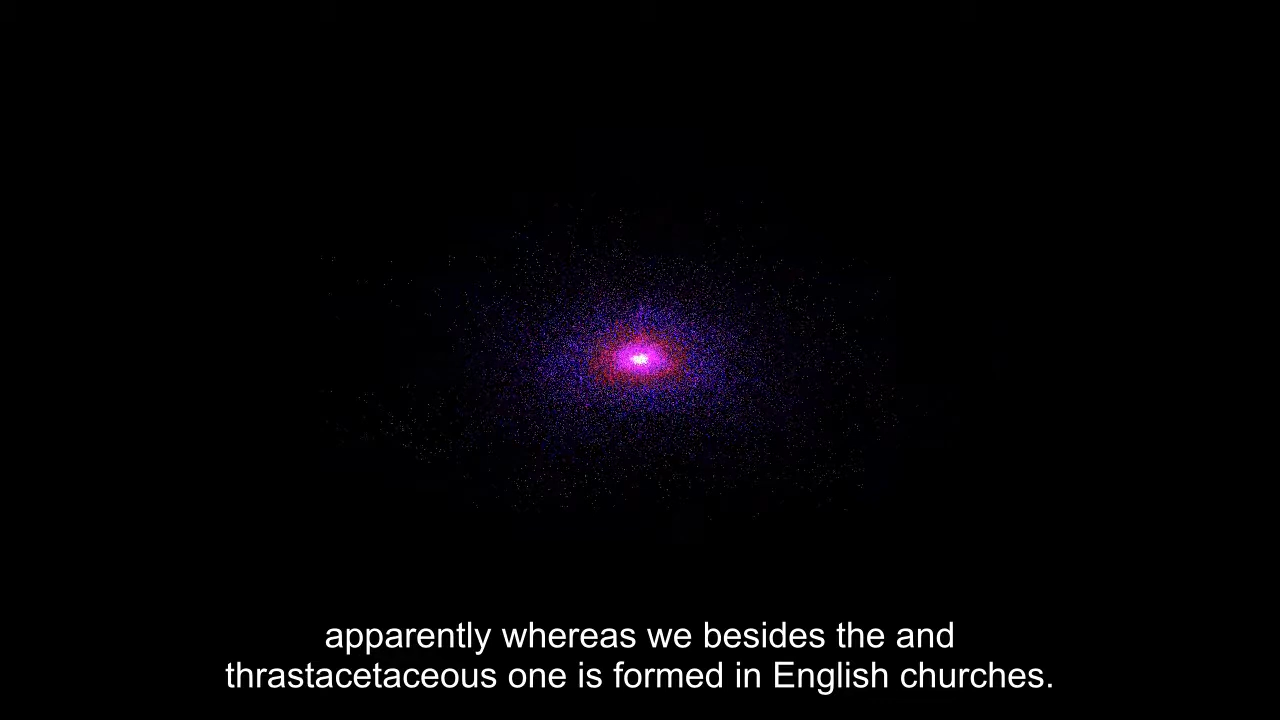 apparently whereas we besides the and
thrastacetaceous one is formed in English churches.